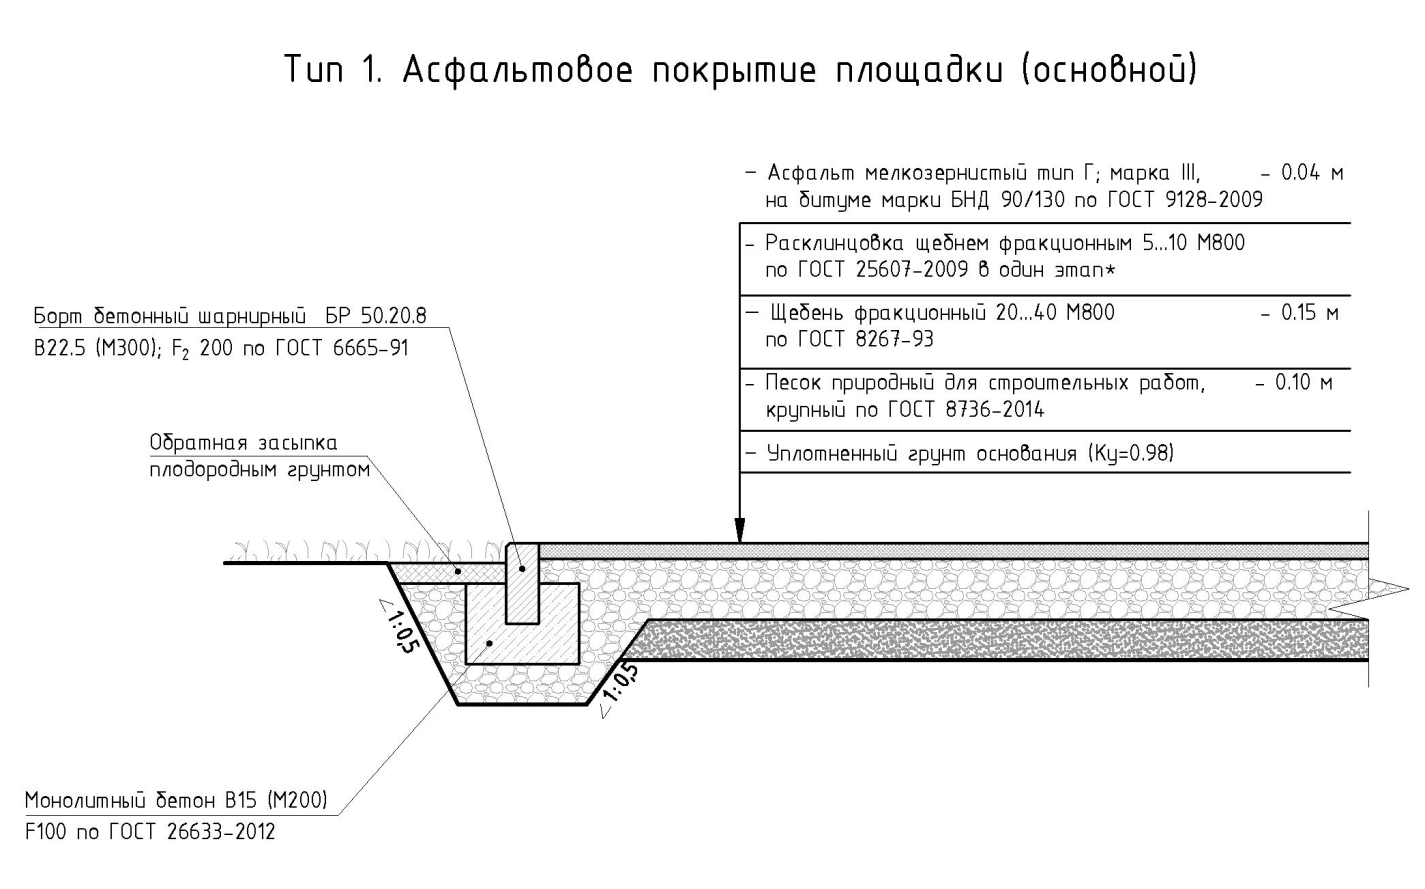 Тип 1. Асфальтовое покрытие площадки (основной)
– Асфальт мелкозернистый тип Г; марка III, – 0.04 м
на битуме марки БНД 90/130 по ГОСТ 9128-2009
– Расклинцовка щебнем фракционным 5...10 М800
по ГОСТ 25607-2009 в один этап*
– Щебень фракционный 20...40 М800 – 0.15 м
по ГОСТ 8267-93
– Песок природный для строительных работ, – 0.10 м
крупный по ГОСТ 8736-2014
– Уплотненный грунт основания (Ку=0.98)
Борт бетонный шарнирный БР 50.20.8
В22.5 (М300); F₂ 200 по ГОСТ 6665-91
Обратная засыпка
плодородным грунтом
<1:0,5
<1:0,5
Монолитный бетон В15 (М200)
F100 по ГОСТ 26633-2012